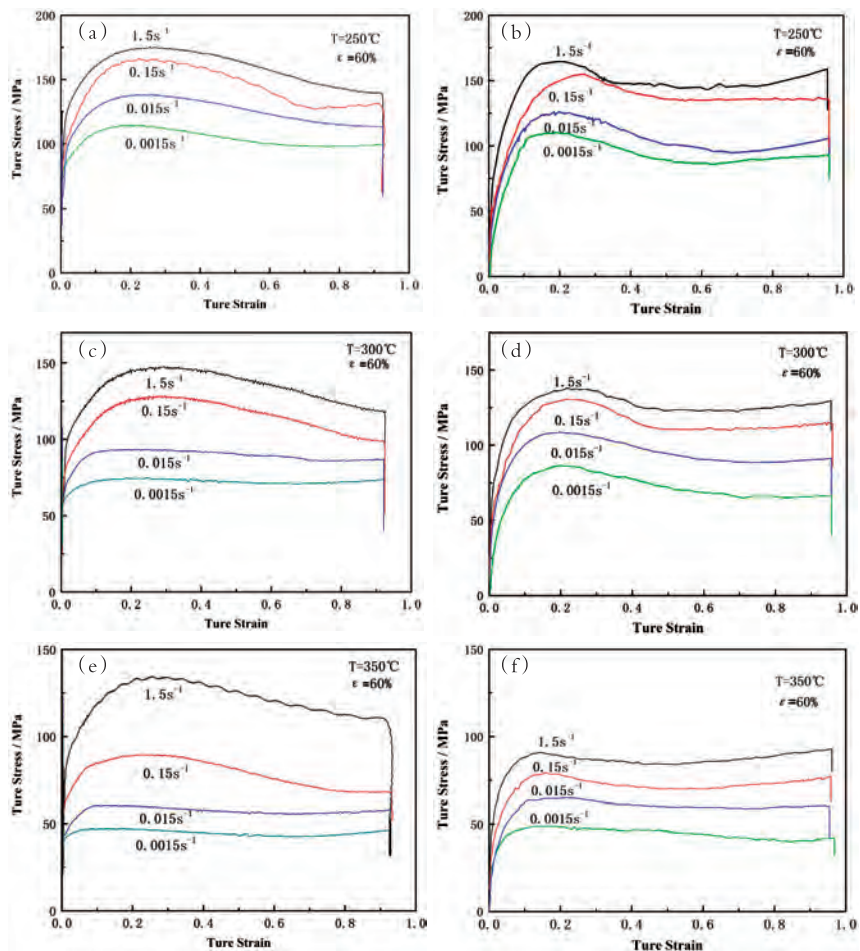 (a)
T=250℃
ε=60%
1.5s⁻¹
0.15s⁻¹
0.015s⁻¹
0.0015s⁻¹
200
150
100
50
0
0.0 0.2 0.4 0.6 0.8 1.0
Ture Stress / MPa
Ture Strain
(b)
T=250℃
ε=60%
1.5s⁻¹
0.15s⁻¹
0.015s⁻¹
0.0015s⁻¹
200
150
100
50
0
0.0 0.2 0.4 0.6 0.8 1.0
Ture Stress / MPa
Ture Strain
(c)
T=300℃
ε=60%
1.5s⁻¹
0.15s⁻¹
0.015s⁻¹
0.0015s⁻¹
150
100
50
0
0.0 0.2 0.4 0.6 0.8 1.0
Ture Stress / MPa
Ture Strain
(d)
T=300℃
ε=60%
1.5s⁻¹
0.15s⁻¹
0.015s⁻¹
0.0015s⁻¹
150
100
50
0
0.0 0.2 0.4 0.6 0.8 1.0
Ture Stress / MPa
Ture Strain
(e)
T=350℃
ε=60%
1.5s⁻¹
0.15s⁻¹
0.015s⁻¹
0.0015s⁻¹
150
100
50
0
0.0 0.2 0.4 0.6 0.8 1.0
Ture Stress / MPa
Ture Strain
(f)
T=350℃
ε=60%
1.5s⁻¹
0.15s⁻¹
0.015s⁻¹
0.0015s⁻¹
150
100
50
0
0.0 0.2 0.4 0.6 0.8 1.0
Ture Stress / MPa
Ture Strain